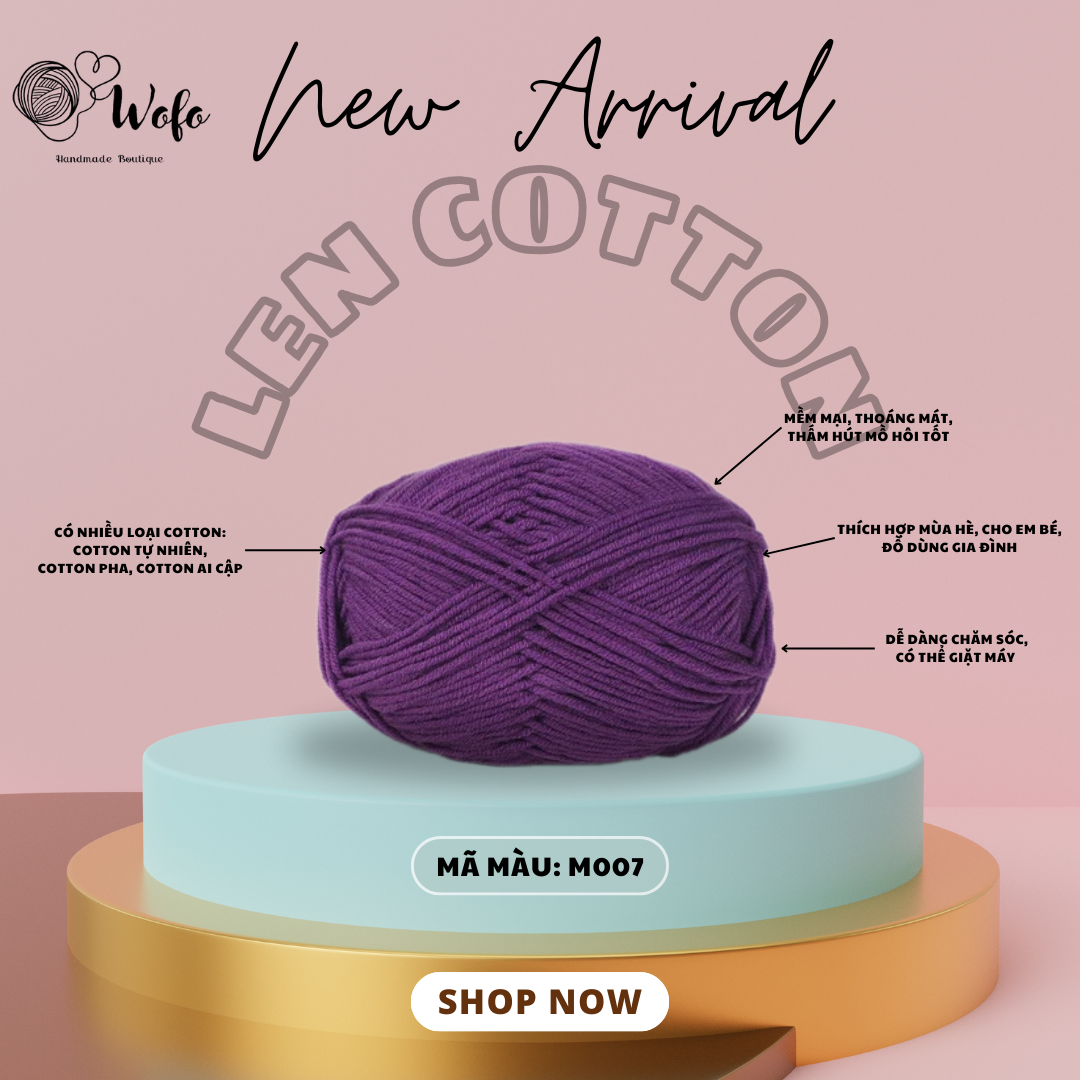 Wofo
Handmade Boutique
New Arrival
LEN COTTON
MỀM MẠI, THOÁNG MÁT,
THẤM HÚT MỒ HÔI TỐT
CÓ NHIỀU LOẠI COTTON:
COTTON TỰ NHIÊN,
COTTON PHA, COTTON AI CẬP
THÍCH HỢP MÙA HÈ, CHO EM BÉ,
ĐỒ DÙNG GIA ĐÌNH
DỄ DÀNG CHĂM SÓC,
CÓ THỂ GIẶT MÁY
MÃ MÀU: M007
SHOP NOW